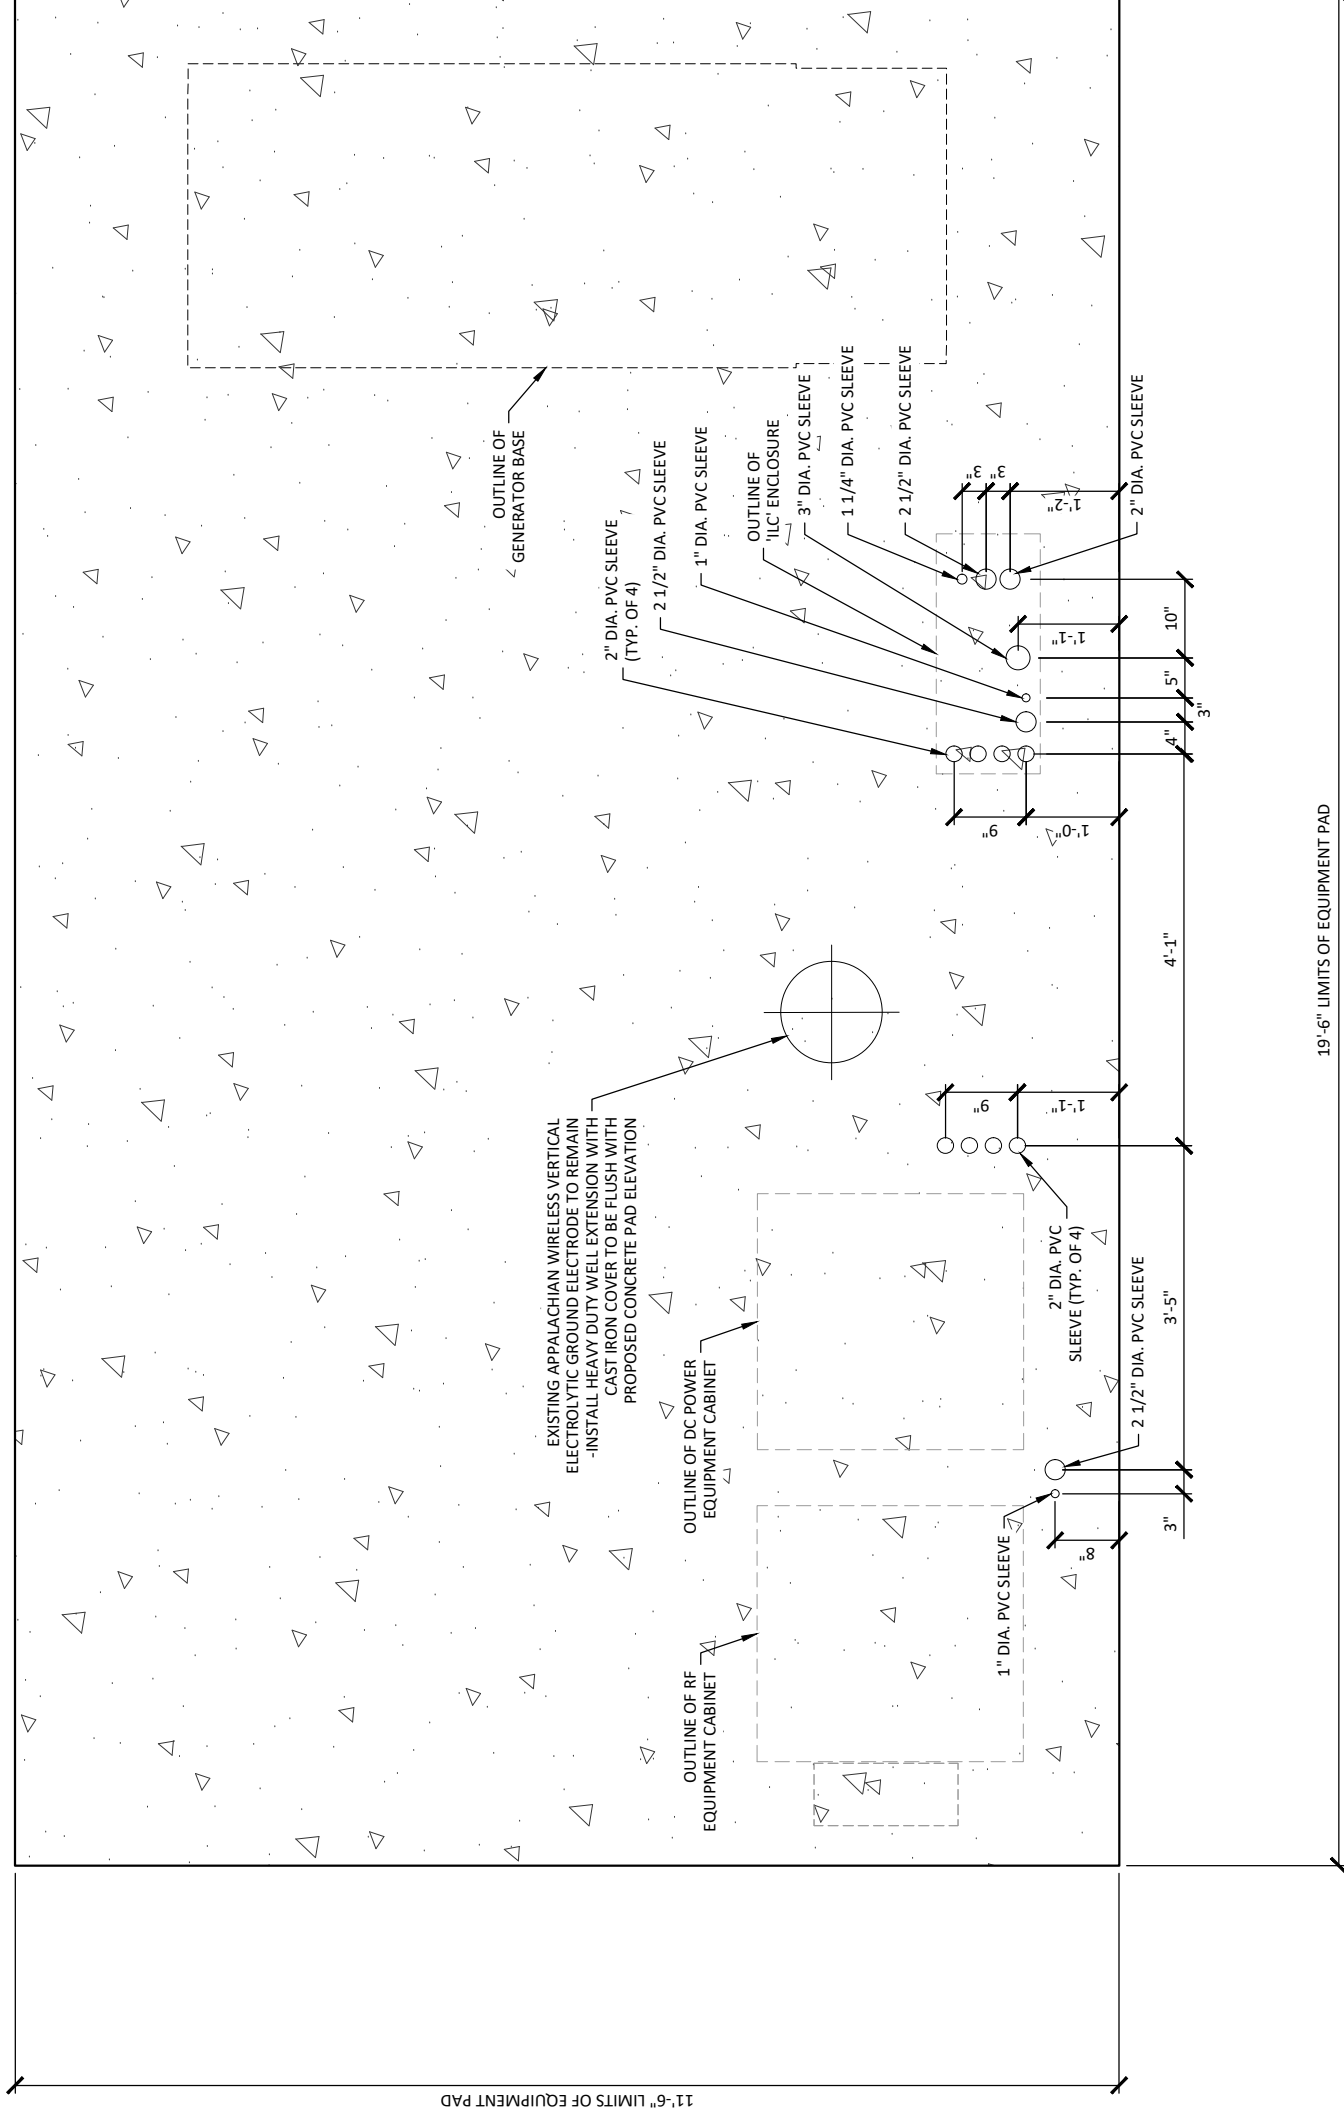 OUTLINE OF
GENERATOR BASE
2" DIA. PVC SLEEVE
(TYP. OF 4)
2 1/2" DIA. PVC SLEEVE
1" DIA. PVC SLEEVE
OUTLINE OF
'ILC' ENCLOSURE
3" DIA. PVC SLEEVE
1 1/4" DIA. PVC SLEEVE
2 1/2" DIA. PVC SLEEVE
2" DIA. PVC SLEEVE
3"
3"
1'-2"
1'-1"
10"
5"
3"
4"
9"
1'-0"
4'-1"
EXISTING APPALACHIAN WIRELESS VERTICAL
ELECTROLYTIC GROUND ELECTRODE TO REMAIN
-INSTALL HEAVY DUTY WELL EXTENSION WITH
CAST IRON COVER TO BE FLUSH WITH
PROPOSED CONCRETE PAD ELEVATION
9"
1'-1"
2" DIA. PVC
SLEEVE (TYP. OF 4)
2 1/2" DIA. PVC SLEEVE
3'-5"
OUTLINE OF DC POWER
EQUIPMENT CABINET
1" DIA. PVC SLEEVE
8"
3"
OUTLINE OF RF
EQUIPMENT CABINET
19'-6" LIMITS OF EQUIPMENT PAD
11'-6" LIMITS OF EQUIPMENT PAD